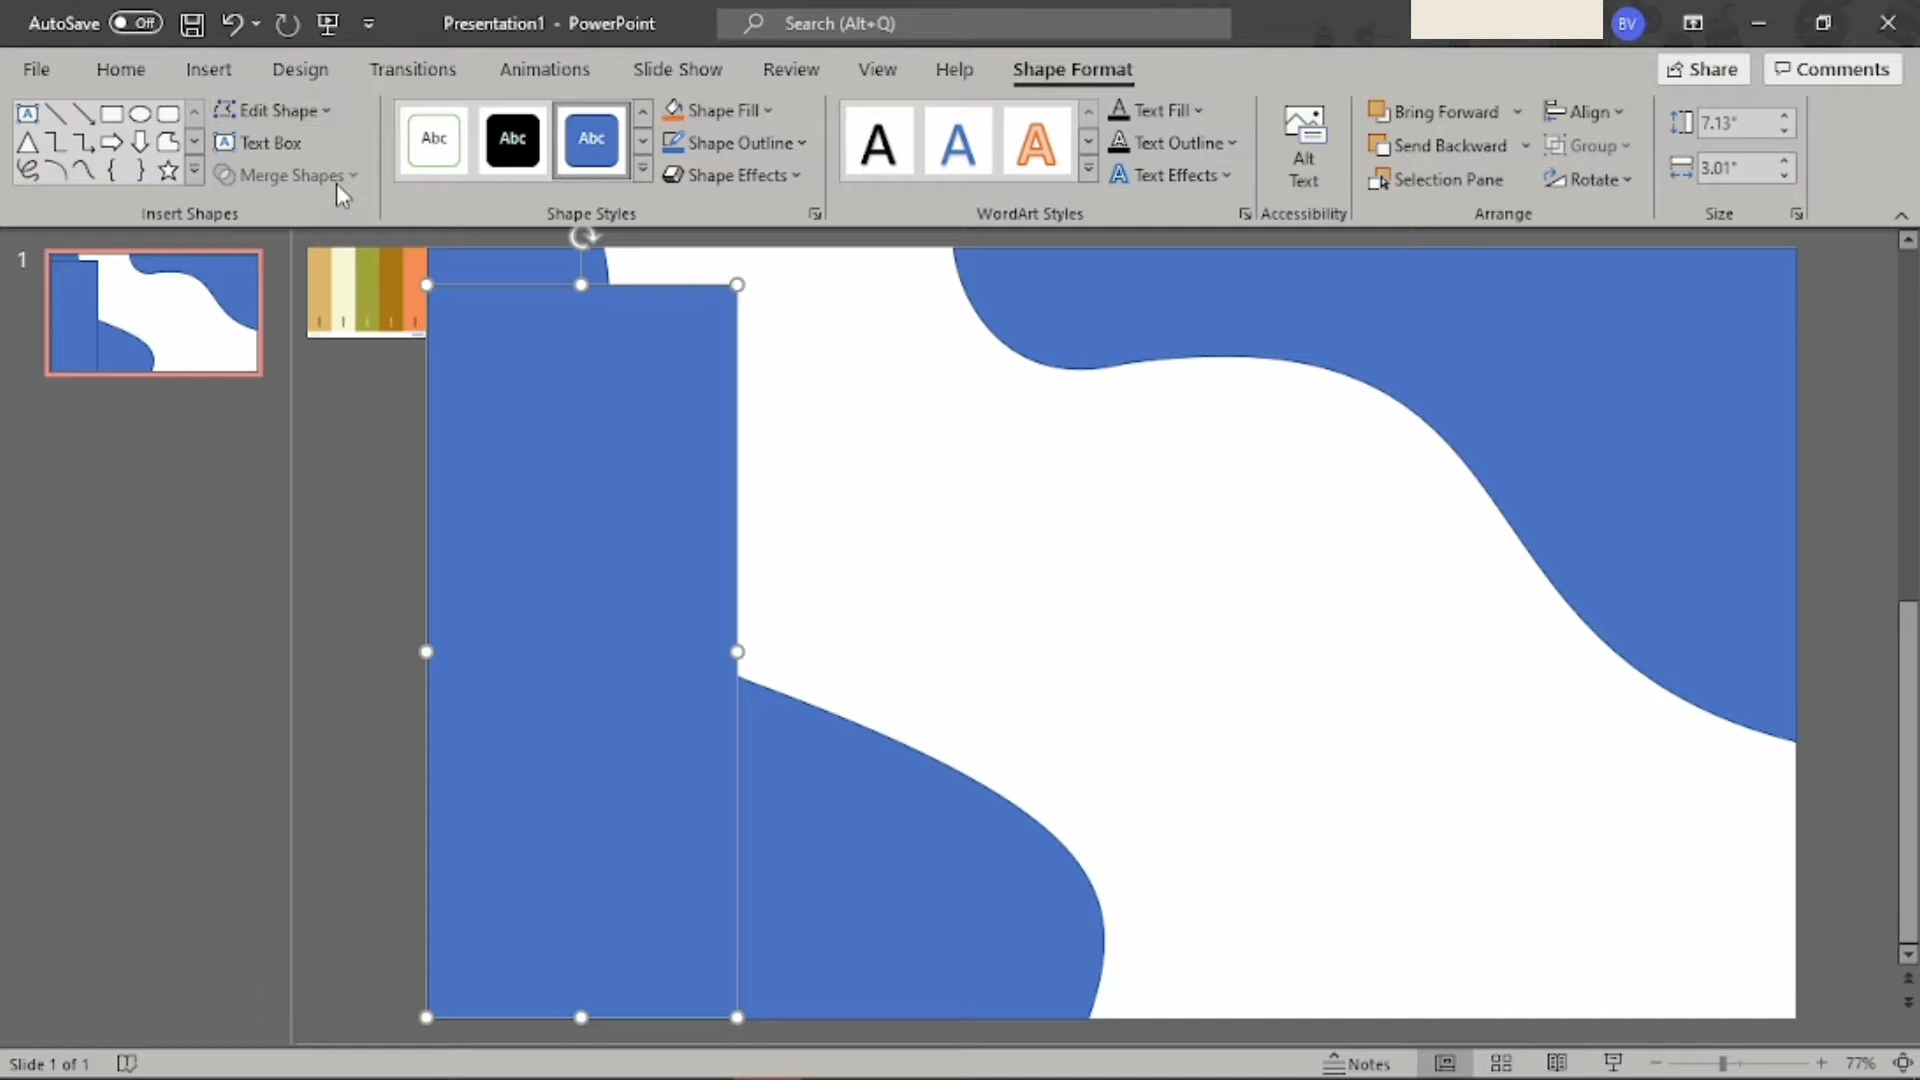 AutoSave Off Presentation1 - PowerPoint Search (Alt+Q) BV
File Home Insert Design Transitions Animations Slide Show Review View Help Shape Format Share Comments
Edit Shape
Text Box
Merge Shapes
Insert Shapes
Abc Abc Abc
Shape Fill
Shape Outline
Shape Effects
Shape Styles
A A A
Text Fill
Text Outline
Text Effects
WordArt Styles
Alt
Text
Accessibility
Bring Forward
Send Backward
Selection Pane
Align
Group
Rotate
Arrange
7.13"
3.01"
Size
1
Slide 1 of 1
Notes
77%